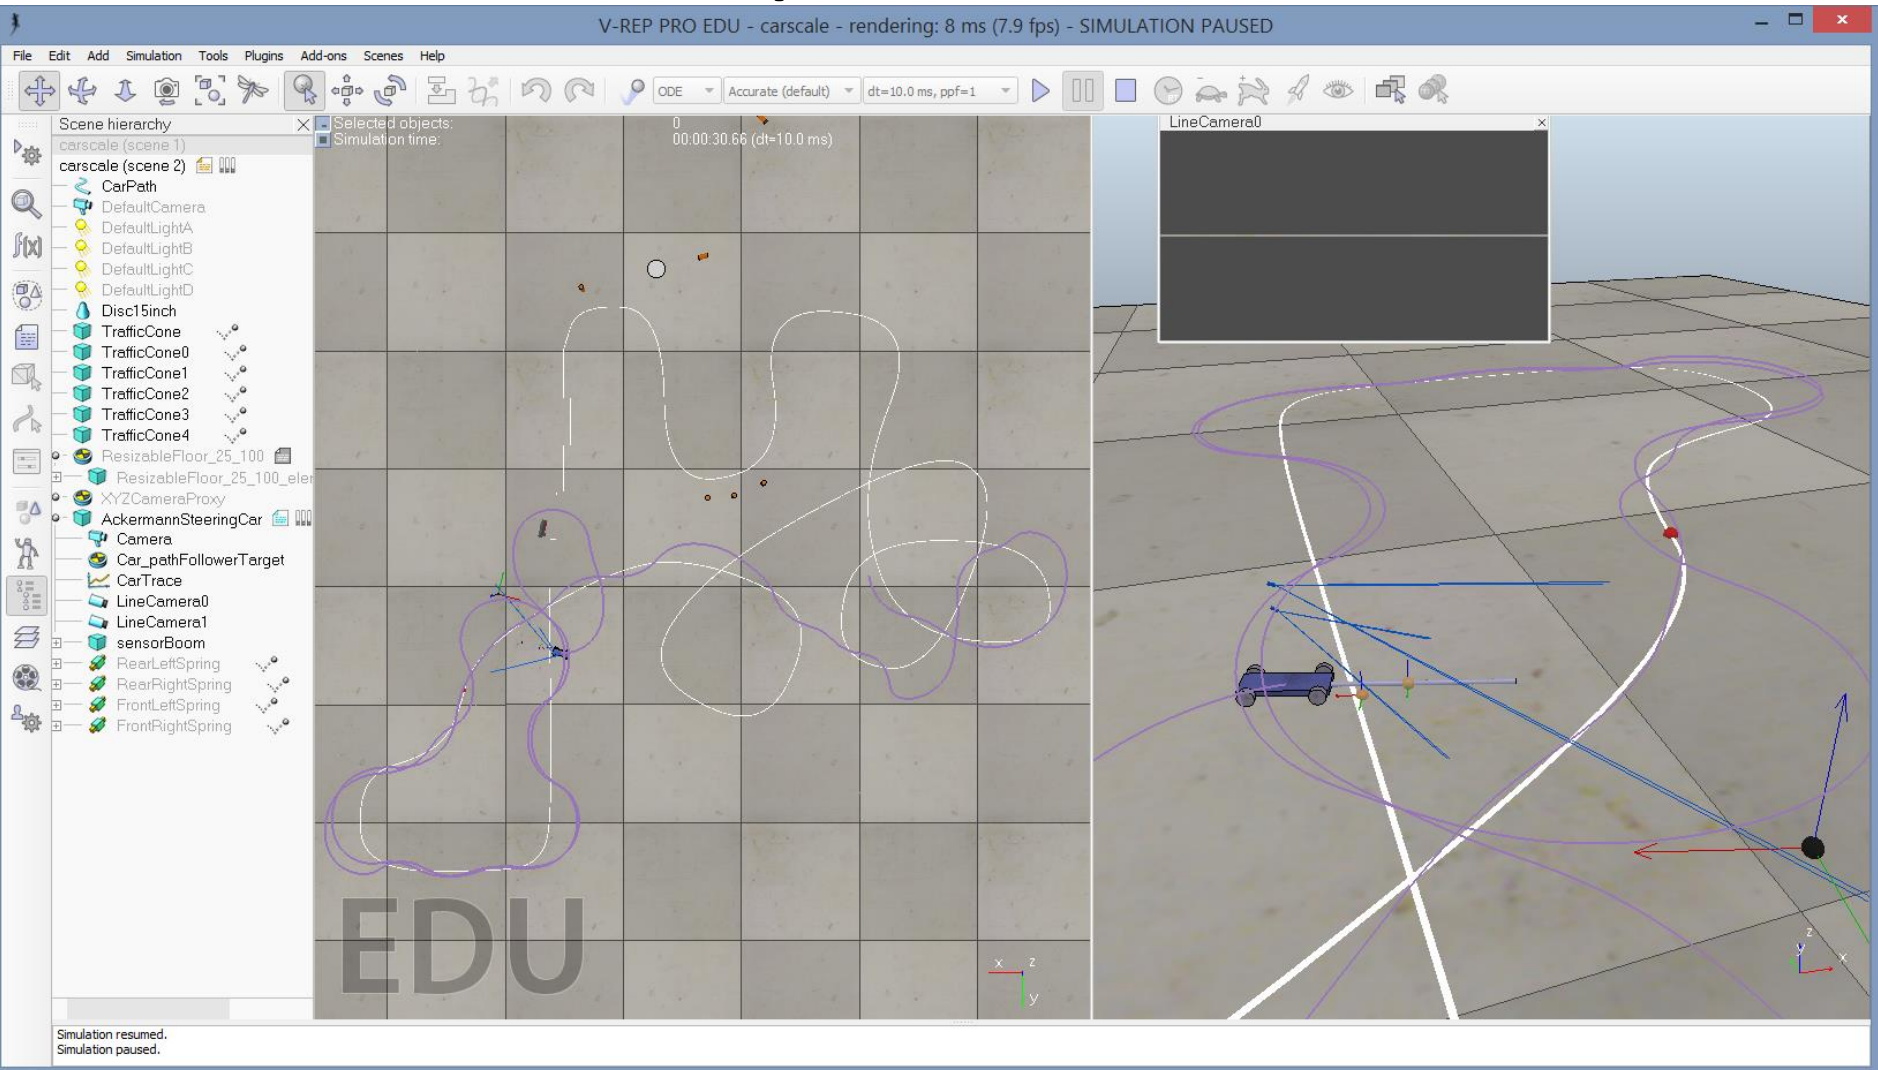 V-REP PRO EDU - carscale - rendering: 8 ms (7.9 fps) - SIMULATION PAUSED
File Edit Add Simulation Tools Plugins Add-ons Scenes Help
ODE Accurate (default) dt=10.0 ms, ppf=1
Scene hierarchy
carscale (scene 1)
carscale (scene 2)
CarPath
DefaultCamera
DefaultLightA
DefaultLightB
DefaultLightC
DefaultLightD
Disc15inch
TrafficCone
TrafficCone0
TrafficCone1
TrafficCone2
TrafficCone3
TrafficCone4
ResizableFloor_25_100
ResizableFloor_25_100_eler
XYZCameraProxy
AckermannSteeringCar
Camera
Car_pathFollowerTarget
CarTrace
LineCamera0
LineCamera1
sensorBoom
RearLeftSpring
RearRightSpring
FrontLeftSpring
FrontRightSpring
f(x)
Selected objects: 0
Simulation time: 00:00:30.66 (dt=10.0 ms)
EDU
x z
y
LineCamera0
z
y x
Simulation resumed.
Simulation paused.